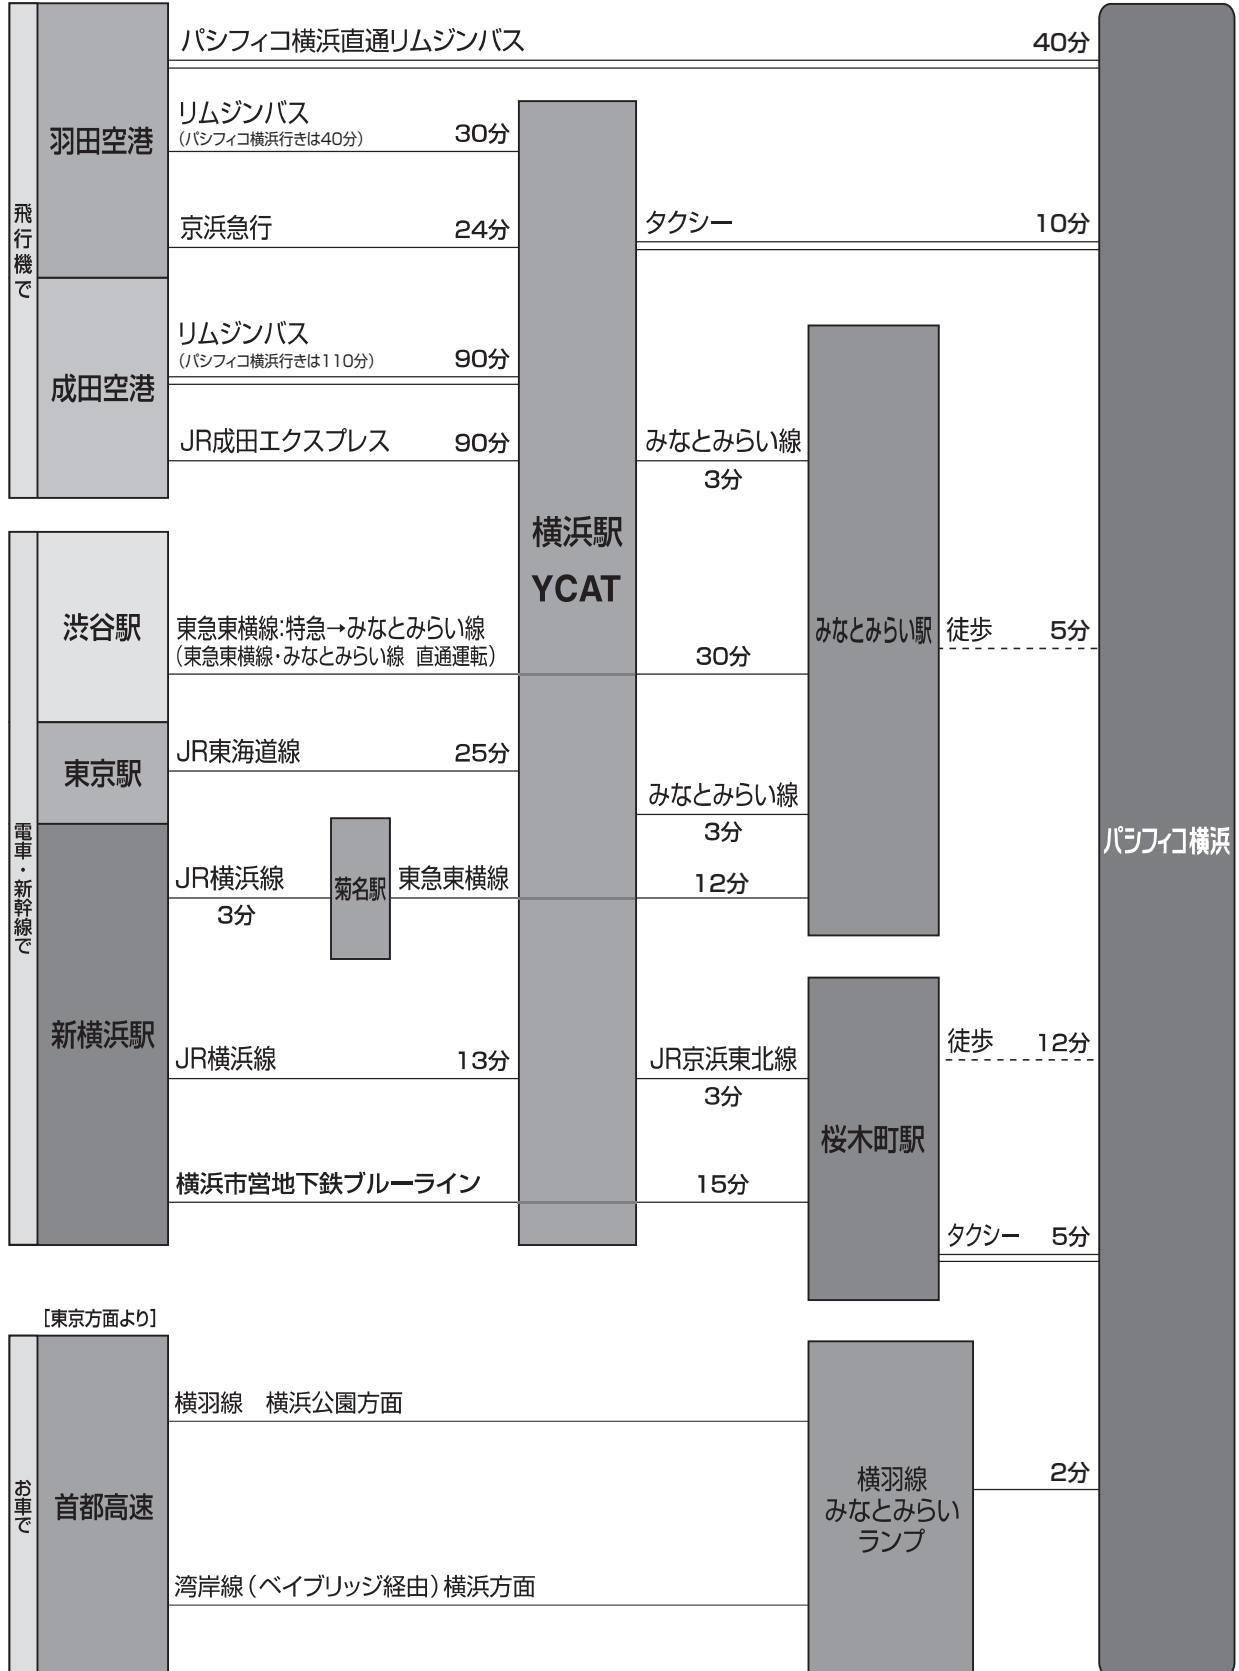 飛行機で
羽田空港
パシフィコ横浜直通リムジンバス 40分
リムジンバス
(パシフィコ横浜行きは40分) 30分
京浜急行 24分
タクシー 10分
成田空港
リムジンバス
(パシフィコ横浜行きは110分) 90分
JR成田エクスプレス 90分
みなとみらい線
3分
横浜駅
YCAT
電車・新幹線で
渋谷駅
東急東横線:特急→みなとみらい線
(東急東横線・みなとみらい線 直通運転) 30分
みなとみらい駅
徒歩 5分
東京駅
JR東海道線 25分
みなとみらい線
3分
パシフィコ横浜
新横浜駅
JR横浜線
3分
菊名駅
東急東横線 12分
JR横浜線 13分
JR京浜東北線
3分
桜木町駅
徒歩 12分
横浜市営地下鉄ブルーライン 15分
タクシー 5分
[東京方面より]
お車で
首都高速
横羽線 横浜公園方面
横羽線
みなとみらい
ランプ
2分
湾岸線(ベイブリッジ経由)横浜方面